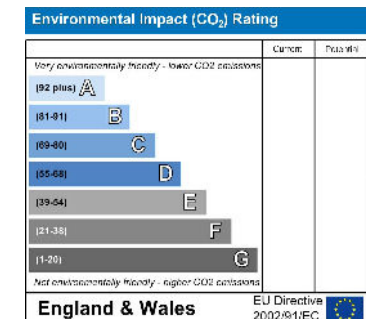 Environmental Impact (CO₂) Rating
Current Potential
Very environmentally friendly - lower CO2 emissions
(92 plus) A
(81-91) B
(69-80) C
(55-68) D
(39-54) E
(21-38) F
(1-20) G
Not environmentally friendly - higher CO2 emissions
England & Wales
EU Directive
2002/91/EC